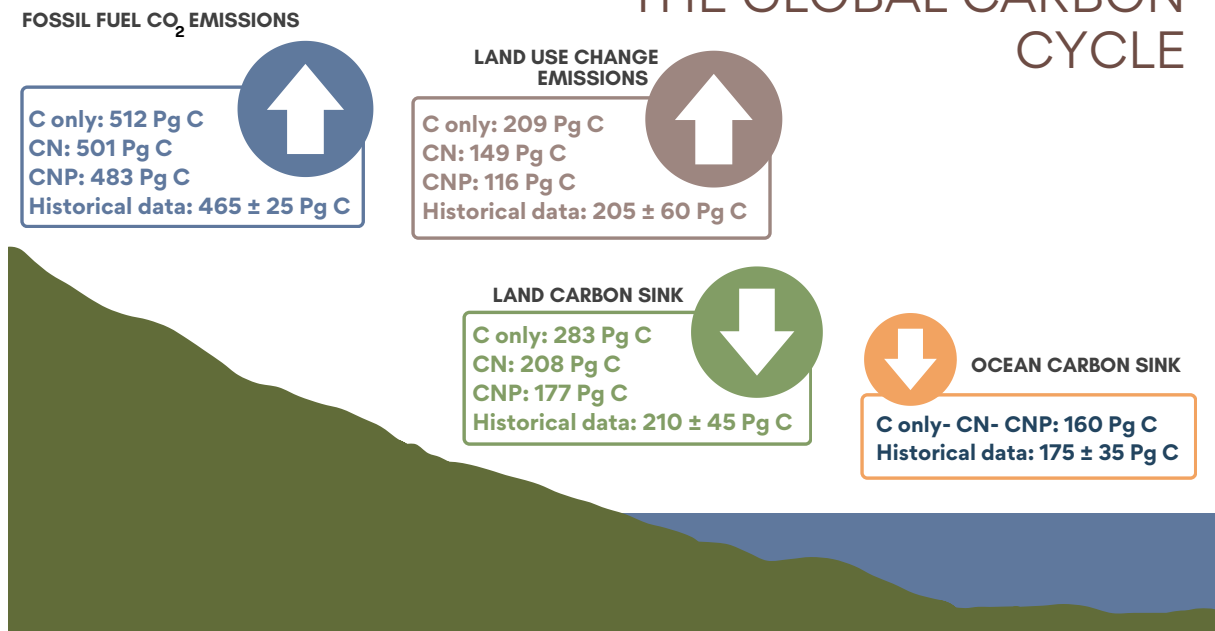 THE GLOBAL CARBON
CYCLE
FOSSIL FUEL CO2 EMISSIONS
C only: 512 Pg C
CN: 501 Pg C
CNP: 483 Pg C
Historical data: 465 ± 25 Pg C
LAND USE CHANGE
EMISSIONS
C only: 209 Pg C
CN: 149 Pg C
CNP: 116 Pg C
Historical data: 205 ± 60 Pg C
LAND CARBON SINK
C only: 283 Pg C
CN: 208 Pg C
CNP: 177 Pg C
Historical data: 210 ± 45 Pg C
OCEAN CARBON SINK
C only- CN- CNP: 160 Pg C
Historical data: 175 ± 35 Pg C